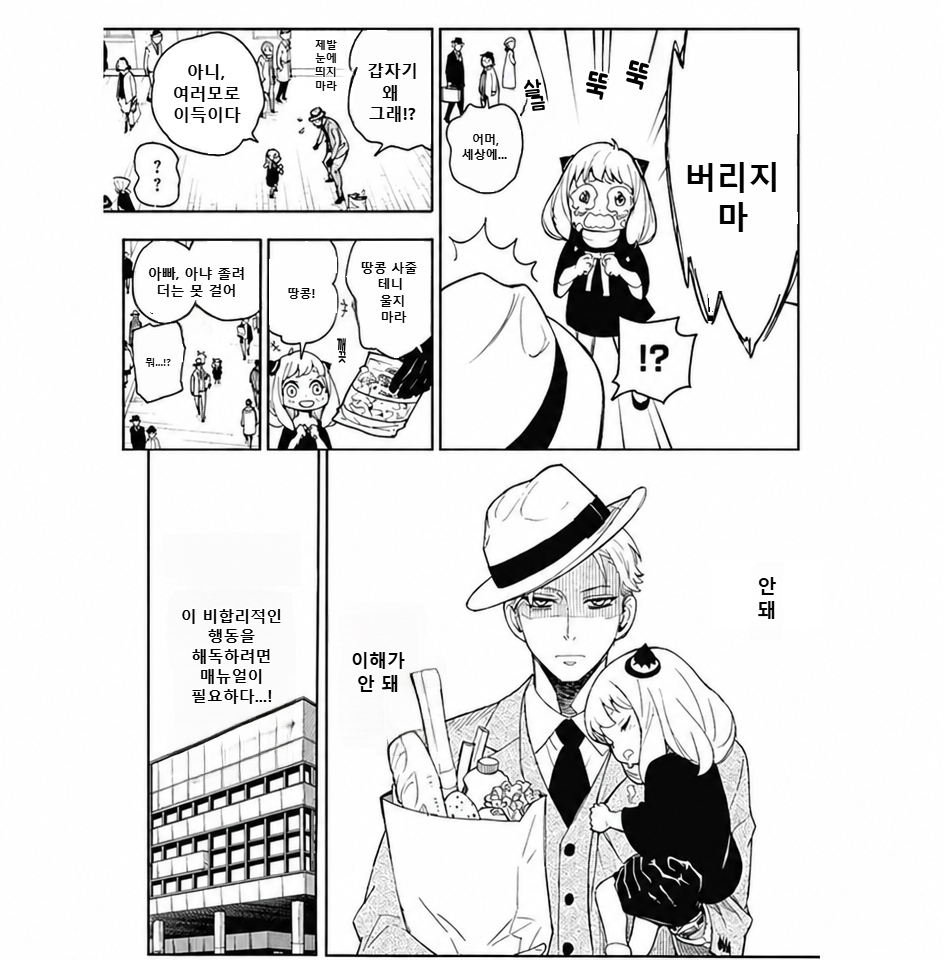 버리지
마
뚝
뚝
살금
어머,
세상에...
!?
갑자기
왜
그래!?
제발
눈에
띄지
마라
아니,
여러모로
이득이다
?
?
땅콩 사줄
테니
울지
마라
깨끗
땅콩!
아빠, 아냐 졸려
더는 못 걸어
뭐...!?
안
돼
이해가
안 돼
이 비합리적인
행동을
해독하려면
매뉴얼이
필요하다...!